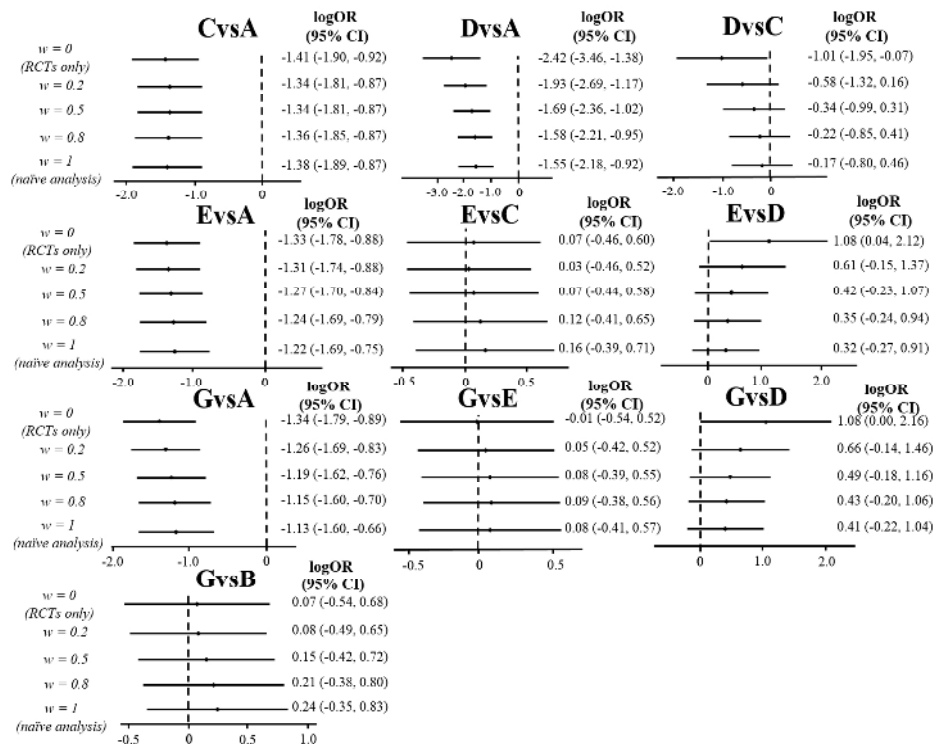 CvsA
logOR
(95% CI)
w = 0
(RCTs only)
-1.41 (-1.90, -0.92)
w = 0.2
-1.34 (-1.81, -0.87)
w = 0.5
-1.34 (-1.81, -0.87)
w = 0.8
-1.36 (-1.85, -0.87)
w = 1
(naïve analysis)
-1.38 (-1.89, -0.87)
-2.0 -1.0 0
DvsA
logOR
(95% CI)
-2.42 (-3.46, -1.38)
-1.93 (-2.69, -1.17)
-1.69 (-2.36, -1.02)
-1.58 (-2.21, -0.95)
-1.55 (-2.18, -0.92)
-3.0 -2.0 -1.0 0
DvsC
logOR
(95% CI)
-1.01 (-1.95, -0.07)
-0.58 (-1.32, 0.16)
-0.34 (-0.99, 0.31)
-0.22 (-0.85, 0.41)
-0.17 (-0.80, 0.46)
-2.0 -1.0 0
EvsA
logOR
(95% CI)
w = 0
(RCTs only)
-1.33 (-1.78, -0.88)
w = 0.2
-1.31 (-1.74, -0.88)
w = 0.5
-1.27 (-1.70, -0.84)
w = 0.8
-1.24 (-1.69, -0.79)
w = 1
(naïve analysis)
-1.22 (-1.69, -0.75)
-2.0 -1.0 0
EvsC
logOR
(95% CI)
0.07 (-0.46, 0.60)
0.03 (-0.46, 0.52)
0.07 (-0.44, 0.58)
0.12 (-0.41, 0.65)
0.16 (-0.39, 0.71)
-0.5 0 0.5
EvsD
logOR
(95% CI)
1.08 (0.04, 2.12)
0.61 (-0.15, 1.37)
0.42 (-0.23, 1.07)
0.35 (-0.24, 0.94)
0.32 (-0.27, 0.91)
0 1.0 2.0
GvsA
logOR
(95% CI)
w = 0
(RCTs only)
-1.34 (-1.79, -0.89)
w = 0.2
-1.26 (-1.69, -0.83)
w = 0.5
-1.19 (-1.62, -0.76)
w = 0.8
-1.15 (-1.60, -0.70)
w = 1
(naïve analysis)
-1.13 (-1.60, -0.66)
-2.0 -1.0 0
GvsE
logOR
(95% CI)
-0.01 (-0.54, 0.52)
0.05 (-0.42, 0.52)
0.08 (-0.39, 0.55)
0.09 (-0.38, 0.56)
0.08 (-0.41, 0.57)
-0.5 0 0.5
GvsD
logOR
(95% CI)
1.08 (0.00, 2.16)
0.66 (-0.14, 1.46)
0.49 (-0.18, 1.16)
0.43 (-0.20, 1.06)
0.41 (-0.22, 1.04)
0 1.0 2.0
GvsB
logOR
(95% CI)
w = 0
(RCTs only)
0.07 (-0.54, 0.68)
w = 0.2
0.08 (-0.49, 0.65)
w = 0.5
0.15 (-0.42, 0.72)
w = 0.8
0.21 (-0.38, 0.80)
w = 1
(naïve analysis)
0.24 (-0.35, 0.83)
-0.5 0 0.5 1.0